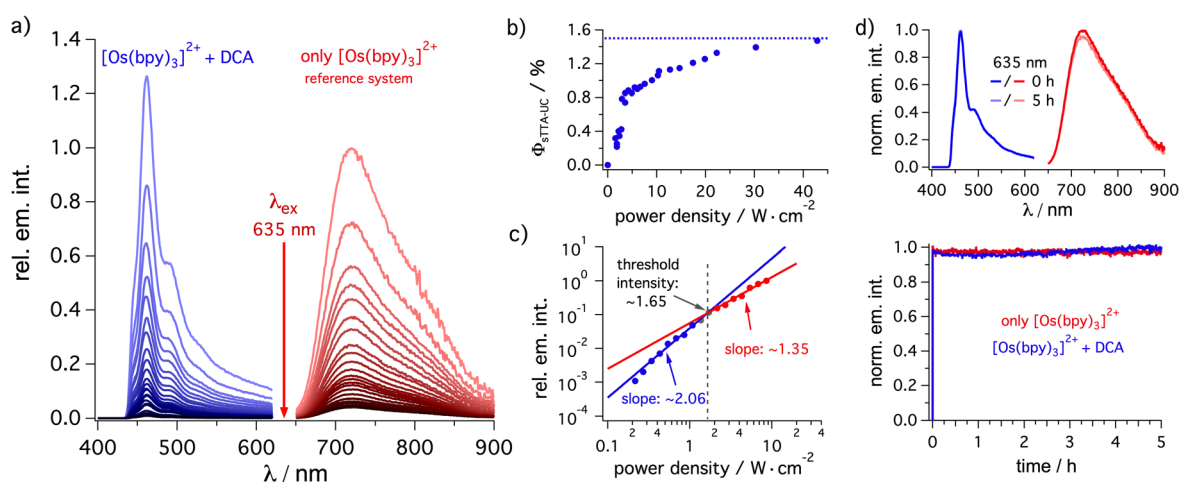 a)
1.4
1.2
1.0
0.8
0.6
0.4
0.2
0.0
rel. em. int.
[Os(bpy)₃]²⁺ + DCA
only [Os(bpy)₃]²⁺
reference system
λex
635 nm
400 500 600 700 800 900
λ / nm
b)
1.6
1.2
0.8
0.4
0.0
ΦsTTA-UC / %
0 10 20 30 40
power density / W·cm⁻²
c)
10¹
10⁰
10⁻¹
10⁻²
10⁻³
10⁻⁴
rel. em. int.
threshold
intensity:
~1.65
slope: ~1.35
slope: ~2.06
0.1 2 4 1 2 4 10 2 4
power density / W·cm⁻²
d)
1.0
0.8
0.6
0.4
0.2
0.0
norm. em. int.
635 nm
/ 0 h
/ 5 h
400 500 600 700 800 900
λ / nm
1.0
0.8
0.6
0.4
0.2
0.0
norm. em. int.
only [Os(bpy)₃]²⁺
[Os(bpy)₃]²⁺ + DCA
0 1 2 3 4 5
time / h